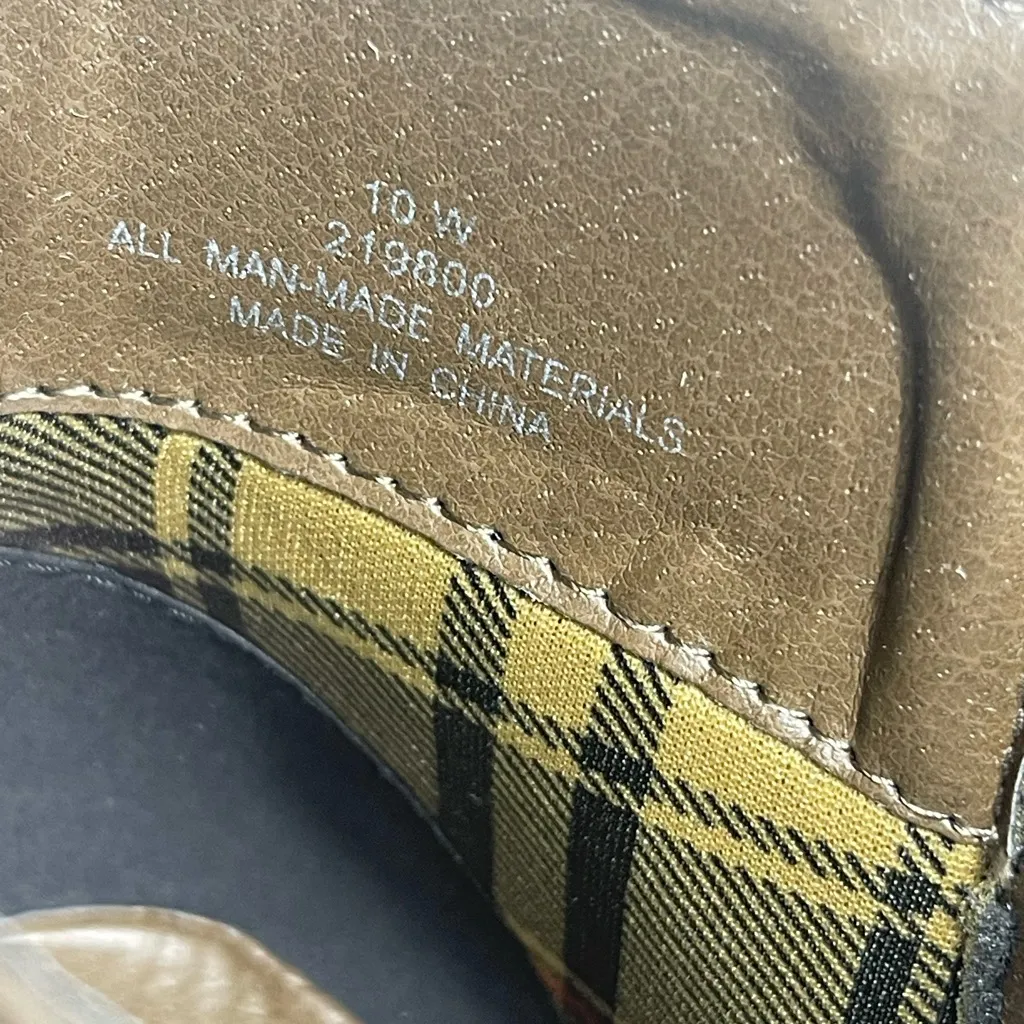 10 W
219800
ALL MAN-MADE MATERIALS
MADE IN CHINA